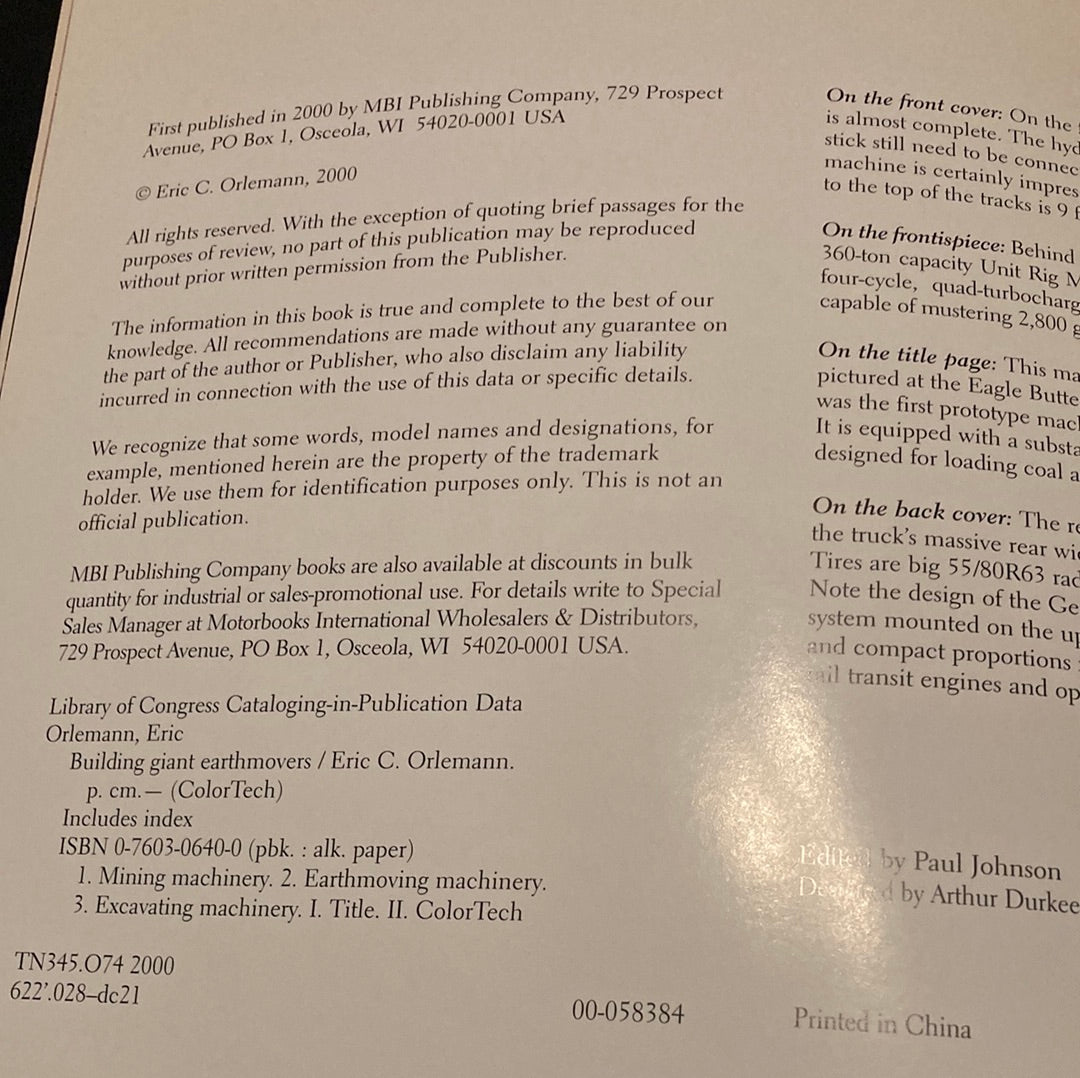 First published in 2000 by MBI Publishing Company, 729 Prospect
Avenue, PO Box 1, Osceola, WI 54020-0001 USA
© Eric C. Orlemann, 2000
All rights reserved. With the exception of quoting brief passages for the
purposes of review, no part of this publication may be reproduced
without prior written permission from the Publisher.
The information in this book is true and complete to the best of our
knowledge. All recommendations are made without any guarantee on
the part of the author or Publisher, who also disclaim any liability
incurred in connection with the use of this data or specific details.
We recognize that some words, model names and designations, for
example, mentioned herein are the property of the trademark
holder. We use them for identification purposes only. This is not an
official publication.
MBI Publishing Company books are also available at discounts in bulk
quantity for industrial or sales-promotional use. For details write to Special
Sales Manager at Motorbooks International Wholesalers & Distributors,
729 Prospect Avenue, PO Box 1, Osceola, WI 54020-0001 USA.
Library of Congress Cataloging-in-Publication Data
Orlemann, Eric
Building giant earthmovers / Eric C. Orlemann.
p. cm.— (ColorTech)
Includes index
ISBN 0-7603-0640-0 (pbk. : alk. paper)
1. Mining machinery. 2. Earthmoving machinery.
3. Excavating machinery. I. Title. II. ColorTech
TN345.O74 2000
622'.028–dc21
00-058384
On the front cover: On the
is almost complete. The
stick still need to be
machine is certainly
to the top of the tracks is 9
On the frontispiece: Behind
360-ton capacity Unit Rig
four-cycle,
capable of mustering 2,800
On the title page: This
pictured at the Eagle Butte
was the first prototype
It is equipped with a
designed for loading coal
On the back cover: The
the truck's massive rear
Tires are big 55/80R63
Note the design of the
system mounted on the
and compact proportions
transit engines and
Edited by Paul Johnson
Designed by Arthur Durkee
Printed in China